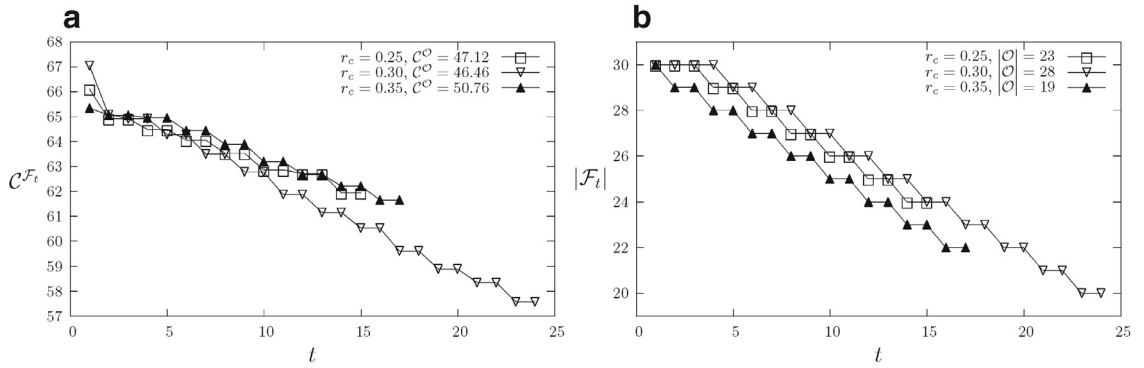 a
68
67
66
65
64
63
62
61
60
59
58
57
0 5 10 15 20 25
t
𝒞^{ℱ_t}
r_c = 0.25, 𝒞^𝒪 = 47.12
r_c = 0.30, 𝒞^𝒪 = 46.46
r_c = 0.35, 𝒞^𝒪 = 50.76
b
30
28
26
24
22
20
0 5 10 15 20 25
t
|ℱ_t|
r_c = 0.25, |𝒪| = 23
r_c = 0.30, |𝒪| = 28
r_c = 0.35, |𝒪| = 19